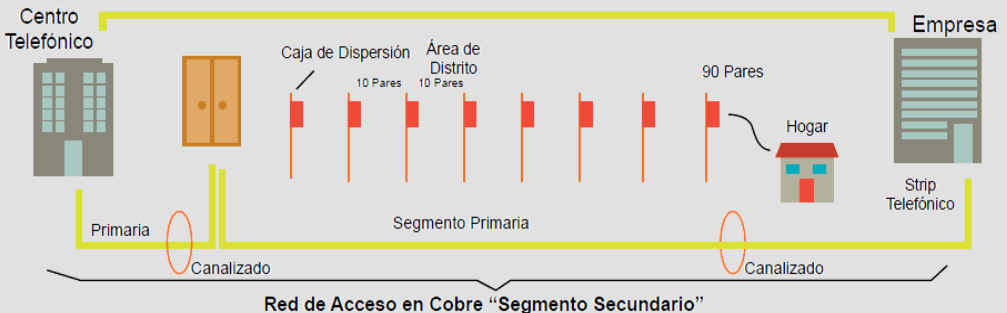 Centro
Telefónico
Empresa
Caja de Dispersión
Área de
Distrito
10 Pares
10 Pares
90 Pares
Hogar
Strip
Telefónico
Primaria
Segmento Primaria
Canalizado
Canalizado
Red de Acceso en Cobre “Segmento Secundario”